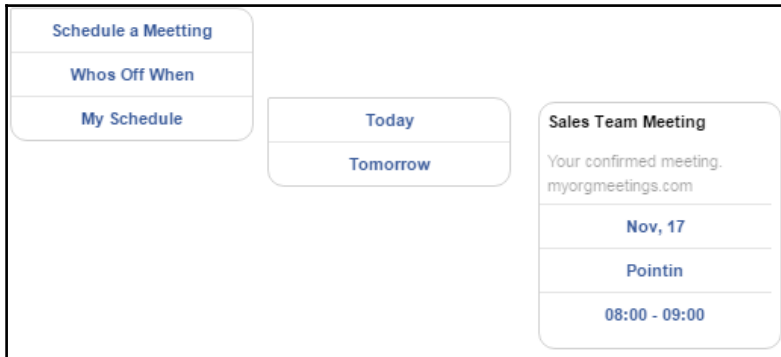 Schedule a Meetting
Whos Off When
My Schedule
Today
Tomorrow
Sales Team Meeting
Your confirmed meeting.
myorgmeetings.com
Nov, 17
Pointin
08:00 - 09:00